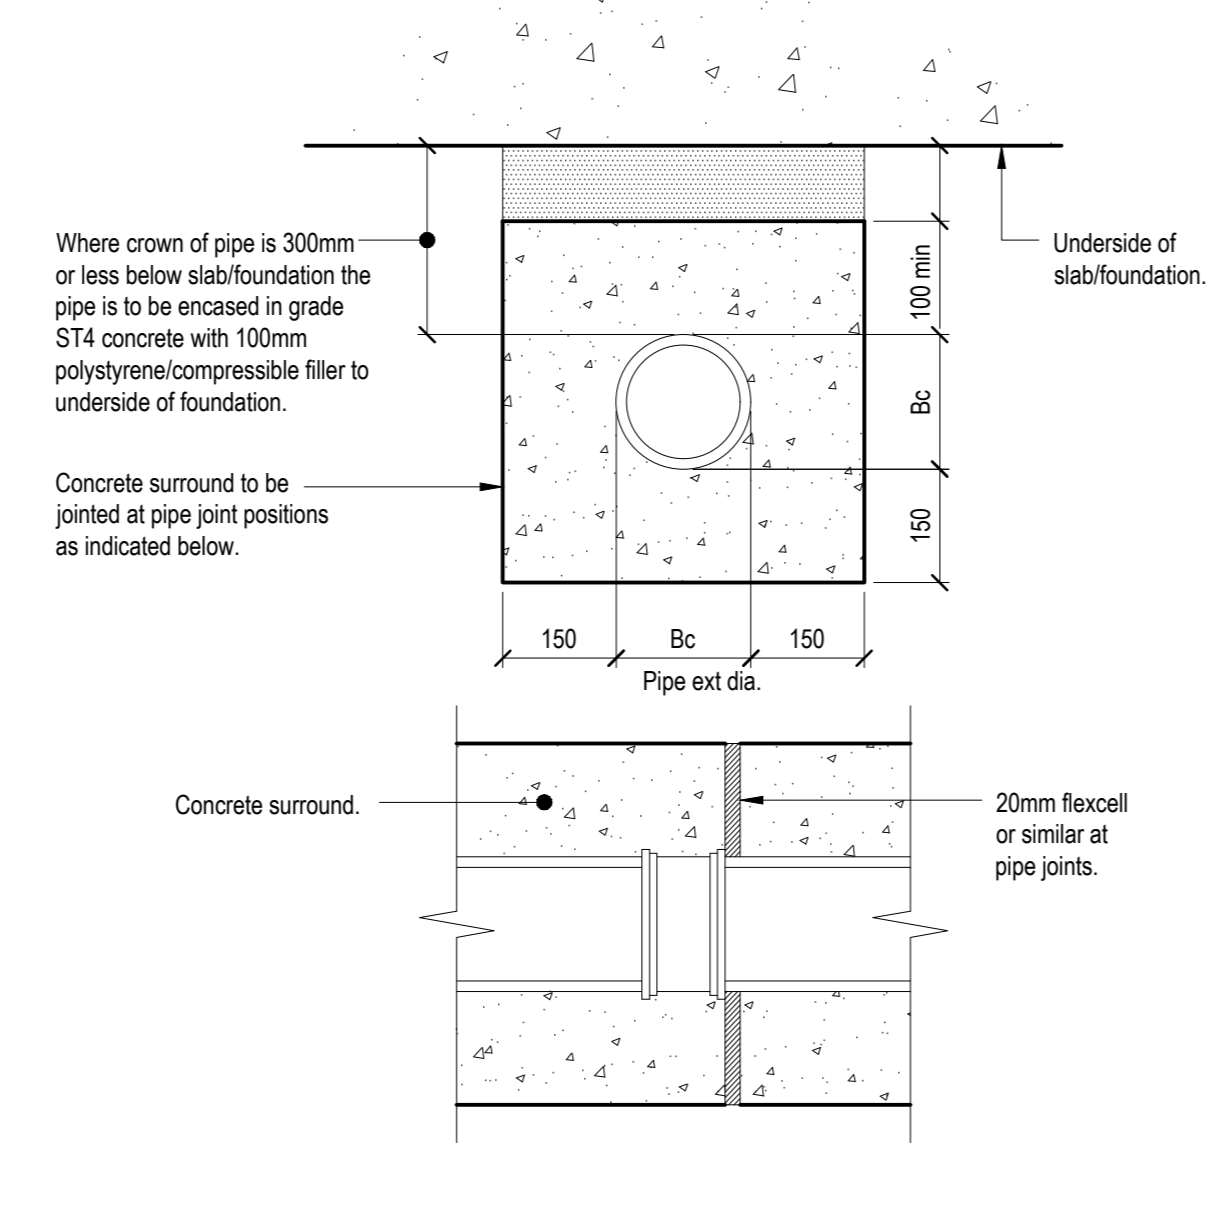 Where crown of pipe is 300mm
or less below slab/foundation the
pipe is to be encased in grade
ST4 concrete with 100mm
polystyrene/compressible filler to
underside of foundation.
Underside of
slab/foundation.
100 min
Bc
150
Concrete surround to be
jointed at pipe joint positions
as indicated below.
150
Bc
150
Pipe ext dia.
Concrete surround.
20mm flexcell
or similar at
pipe joints.